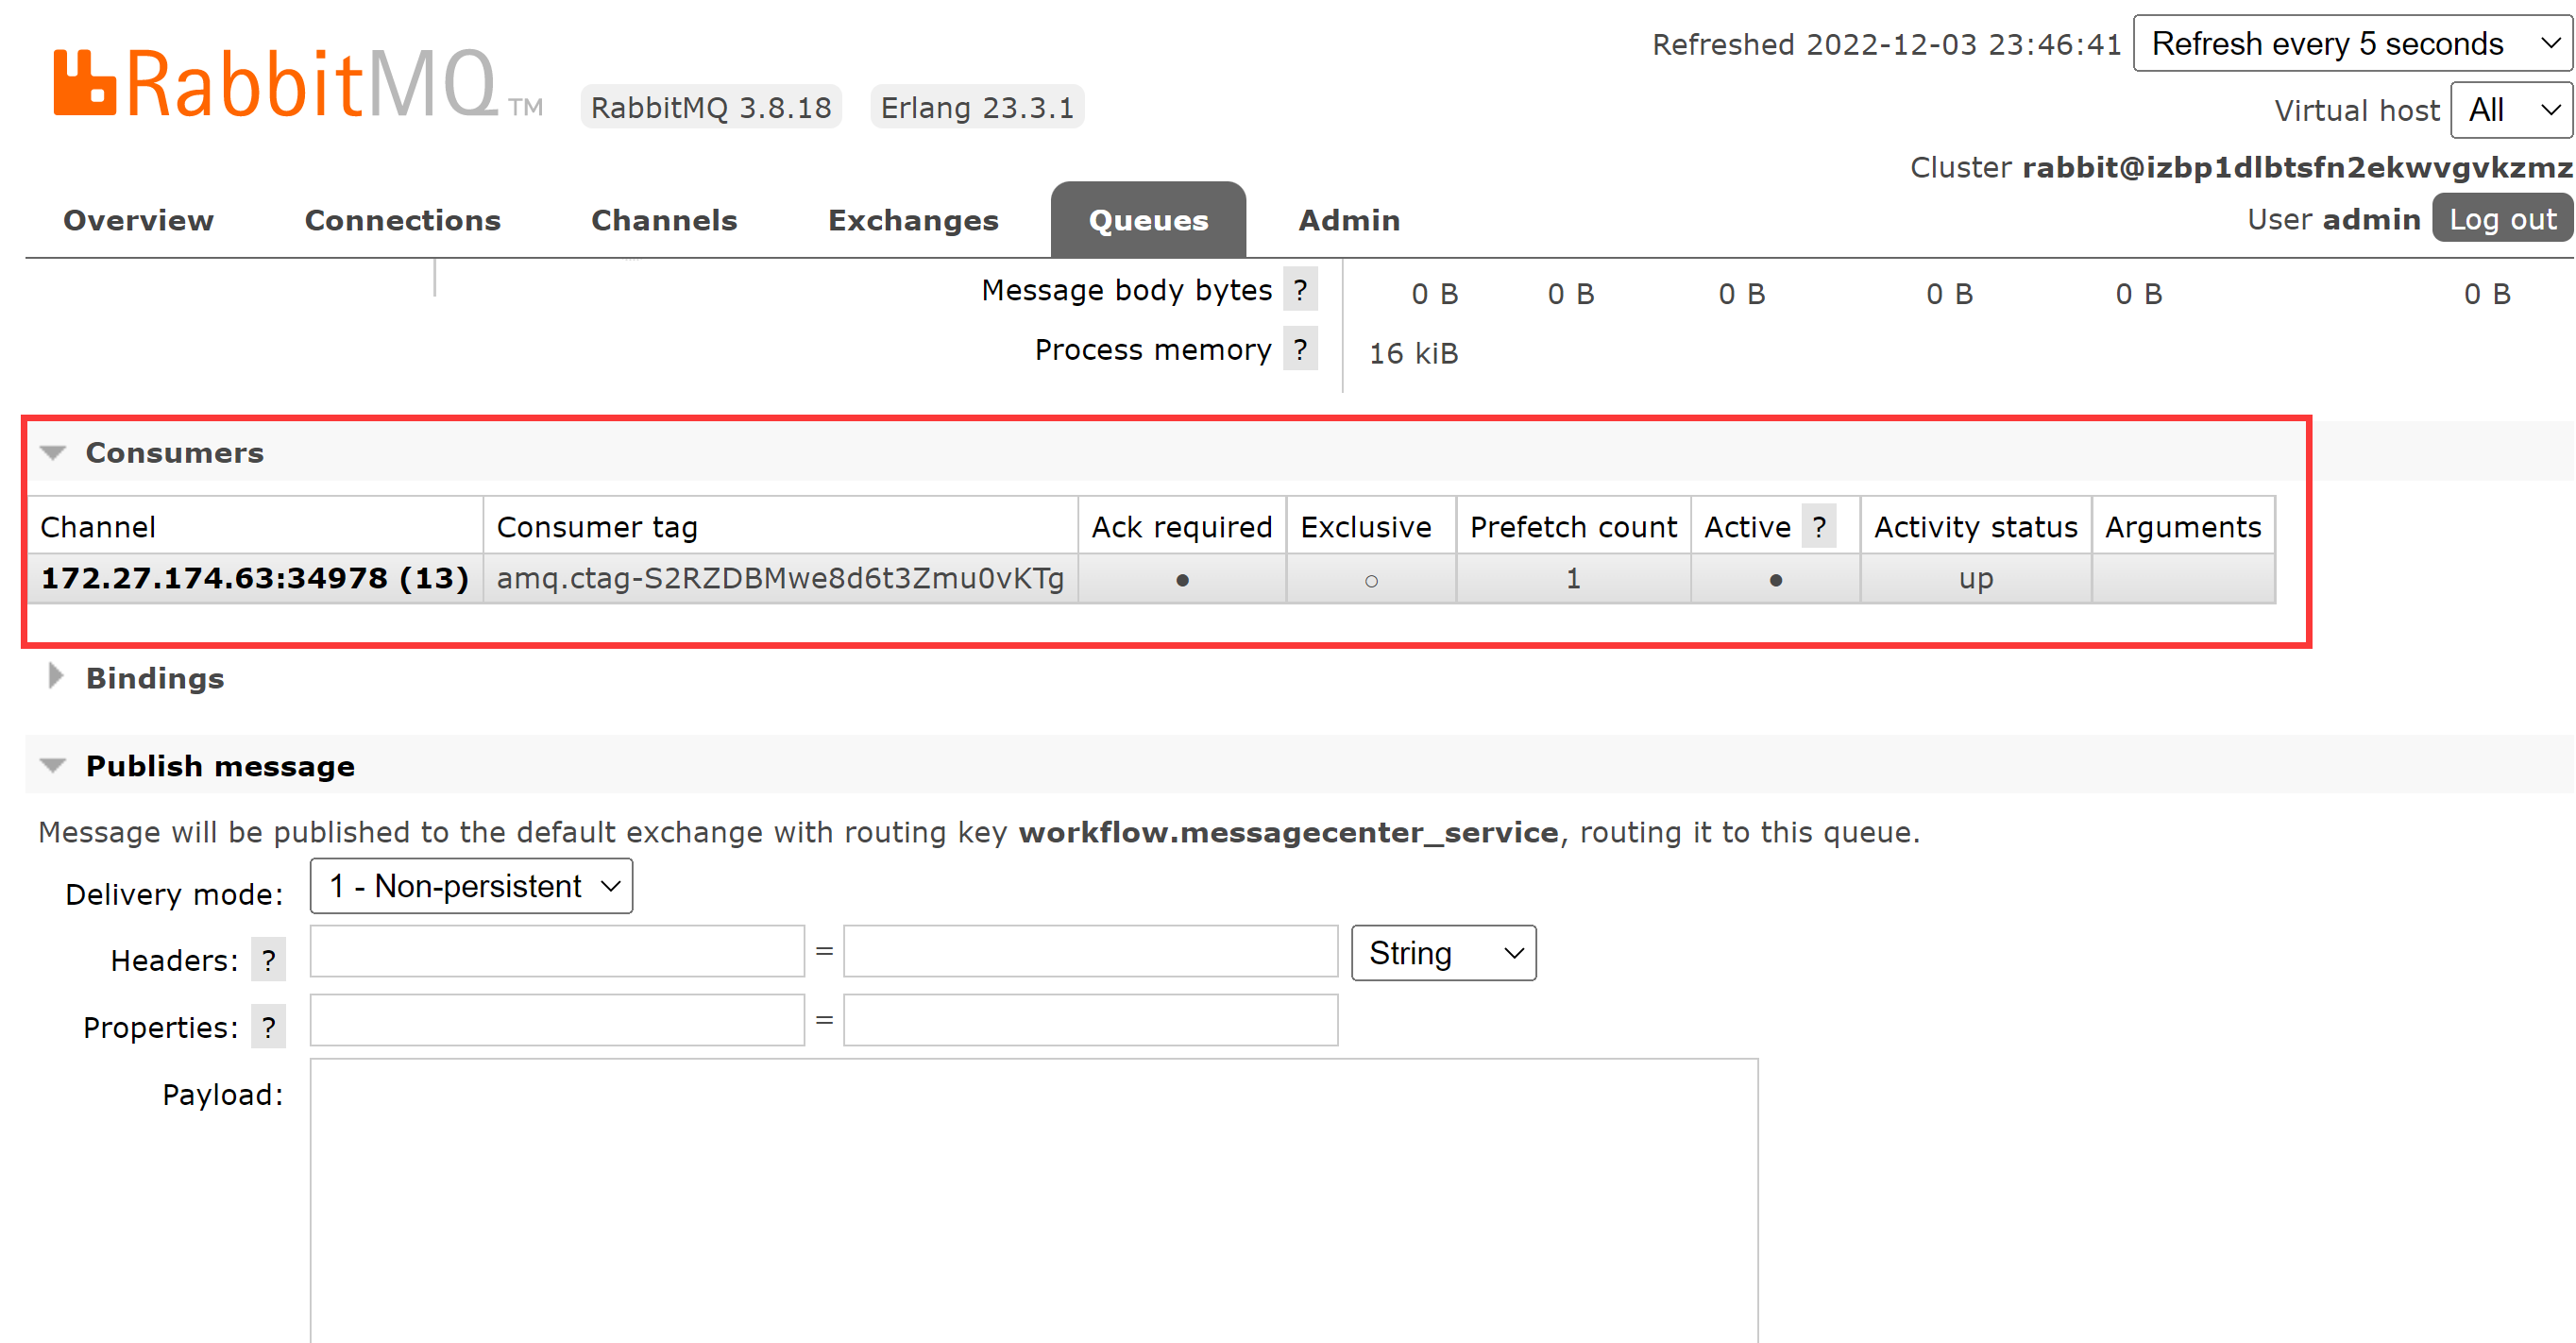 Refreshed 2022-12-03 23:46:41 Refresh every 5 seconds
RabbitMQ TM RabbitMQ 3.8.18 Erlang 23.3.1
Virtual host All
Cluster rabbit@izbp1dlbtsfn2ekwvgvkzmz
Overview Connections Channels Exchanges Queues Admin
User admin Log out
Message body bytes ? 0 B 0 B 0 B 0 B 0 B 0 B
Process memory ? 16 kiB
Consumers
Channel Consumer tag Ack required Exclusive Prefetch count Active ? Activity status Arguments
172.27.174.63:34978 (13) amq.ctag-S2RZDBMwe8d6t3Zmu0vKTg ● ○ 1 ● up
Bindings
Publish message
Message will be published to the default exchange with routing key workflow.messagecenter_service, routing it to this queue.
Delivery mode: 1 - Non-persistent
Headers: ? = String
Properties: ? =
Payload: